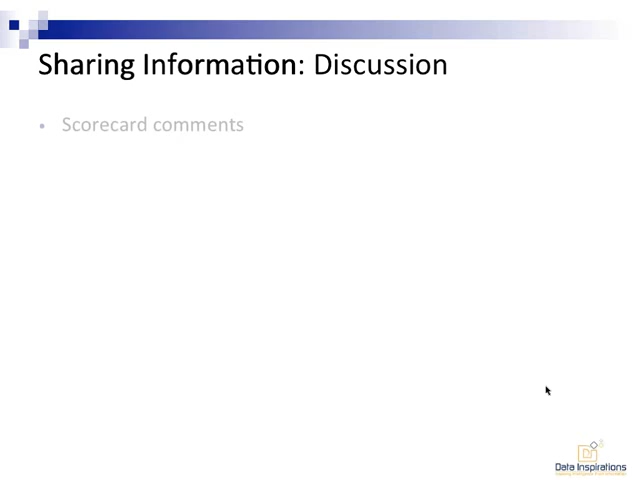 Sharing Information: Discussion
Scorecard comments
Data Inspirations